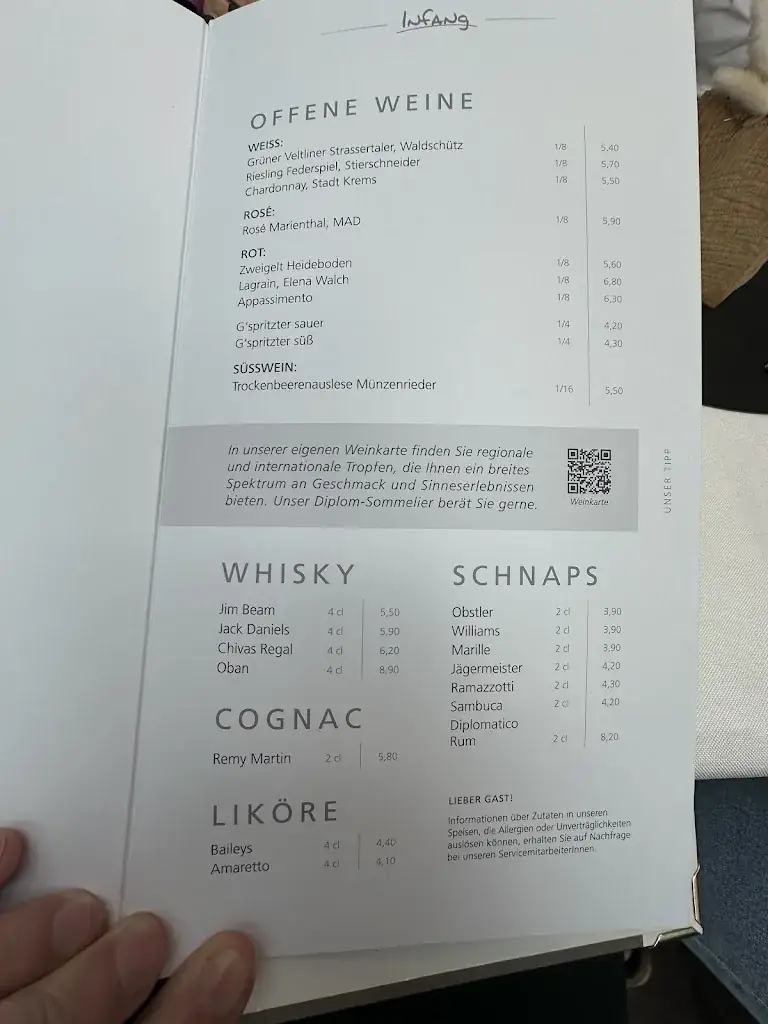 INFANG
OFFENE WEINE
WEISS:
Grüner Veltliner Strassertaler, Waldschütz 1/8 5,40
Riesling Federspiel, Stierschneider 1/8 5,70
Chardonnay, Stadt Krems 1/8 5,50
ROSÉ:
Rosé Marienthal, MAD 1/8 5,90
ROT:
Zweigelt Heideboden 1/8 5,60
Lagrain, Elena Walch 1/8 6,80
Appassimento 1/8 6,30
G'spritzter sauer 1/4 4,20
G'spritzter süß 1/4 4,30
SÜSSWEIN:
Trockenbeerenauslese Münzenrieder 1/16 5,50
In unserer eigenen Weinkarte finden Sie regionale
und internationale Tropfen, die Ihnen ein breites
Spektrum an Geschmack und Sinneserlebnissen
bieten. Unser Diplom-Sommelier berät Sie gerne.
Weinkarte
UNSER TIPP
WHISKY
Jim Beam 4 cl 5,50
Jack Daniels 4 cl 5,90
Chivas Regal 4 cl 6,20
Oban 4 cl 8,90
COGNAC
Remy Martin 2 cl 5,80
LIKÖRE
Baileys 4 cl 4,40
Amaretto 4 cl 4,10
SCHNAPS
Obstler 2 cl 3,90
Williams 2 cl 3,90
Marille 2 cl 3,90
Jägermeister 2 cl 4,20
Ramazzotti 2 cl 4,30
Sambuca 2 cl 4,20
Diplomatico
Rum 2 cl 8,20
LIEBER GAST!
Informationen über Zutaten in unseren
Speisen, die Allergien oder Unverträglichkeiten
auslösen können, erhalten Sie auf Nachfrage
bei unseren ServicemitarbeiterInnen.